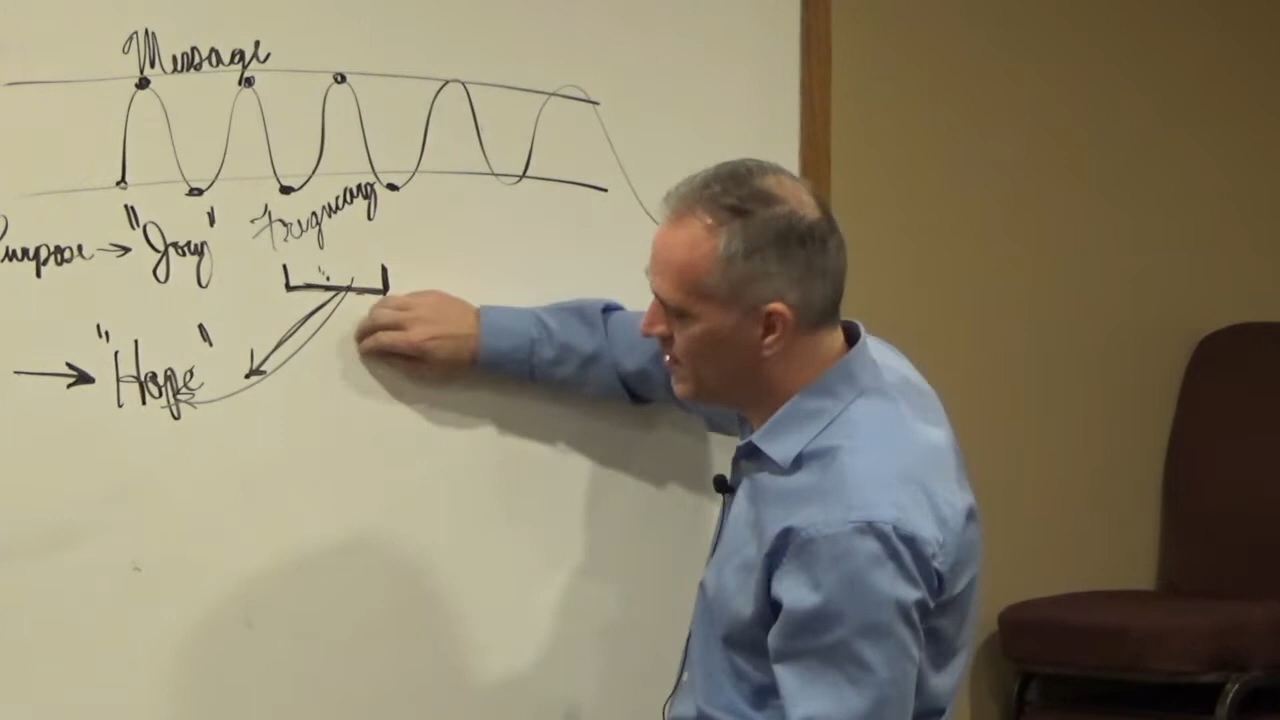 Message
Purpose → "Joy"
Frequency
→ "Hope"